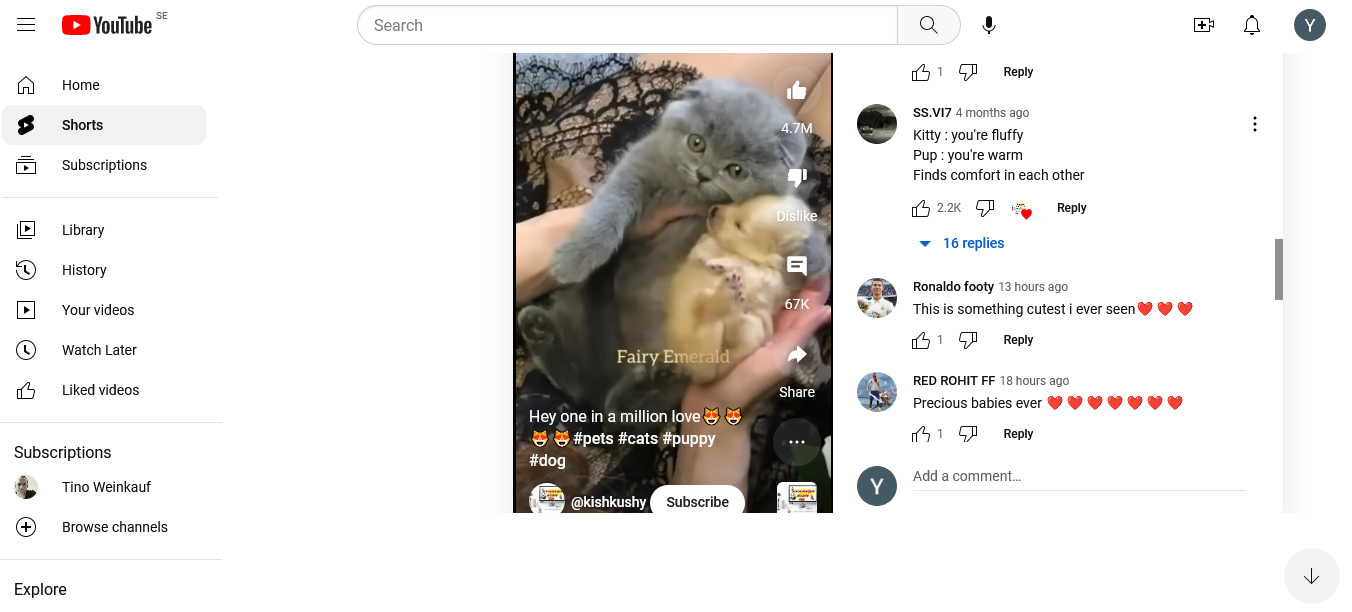 YouTube SE
Search
Y
Home
Shorts
Subscriptions
Library
History
Your videos
Watch Later
Liked videos
Subscriptions
Tino Weinkauf
Browse channels
Explore
4.7M
Dislike
67K
Share
Fairy Emerald
Hey one in a million love😻 😻
😻 😻 #pets #cats #puppy
#dog
@kishkushy Subscribe
1 Reply
SS.VI7 4 months ago
Kitty : you're fluffy
Pup : you're warm
Finds comfort in each other
2.2K Reply
16 replies
Ronaldo footy 13 hours ago
This is something cutest i ever seen❤️ ❤️ ❤️
1 Reply
RED ROHIT FF 18 hours ago
Precious babies ever ❤️ ❤️ ❤️ ❤️ ❤️ ❤️ ❤️
1 Reply
Y Add a comment…